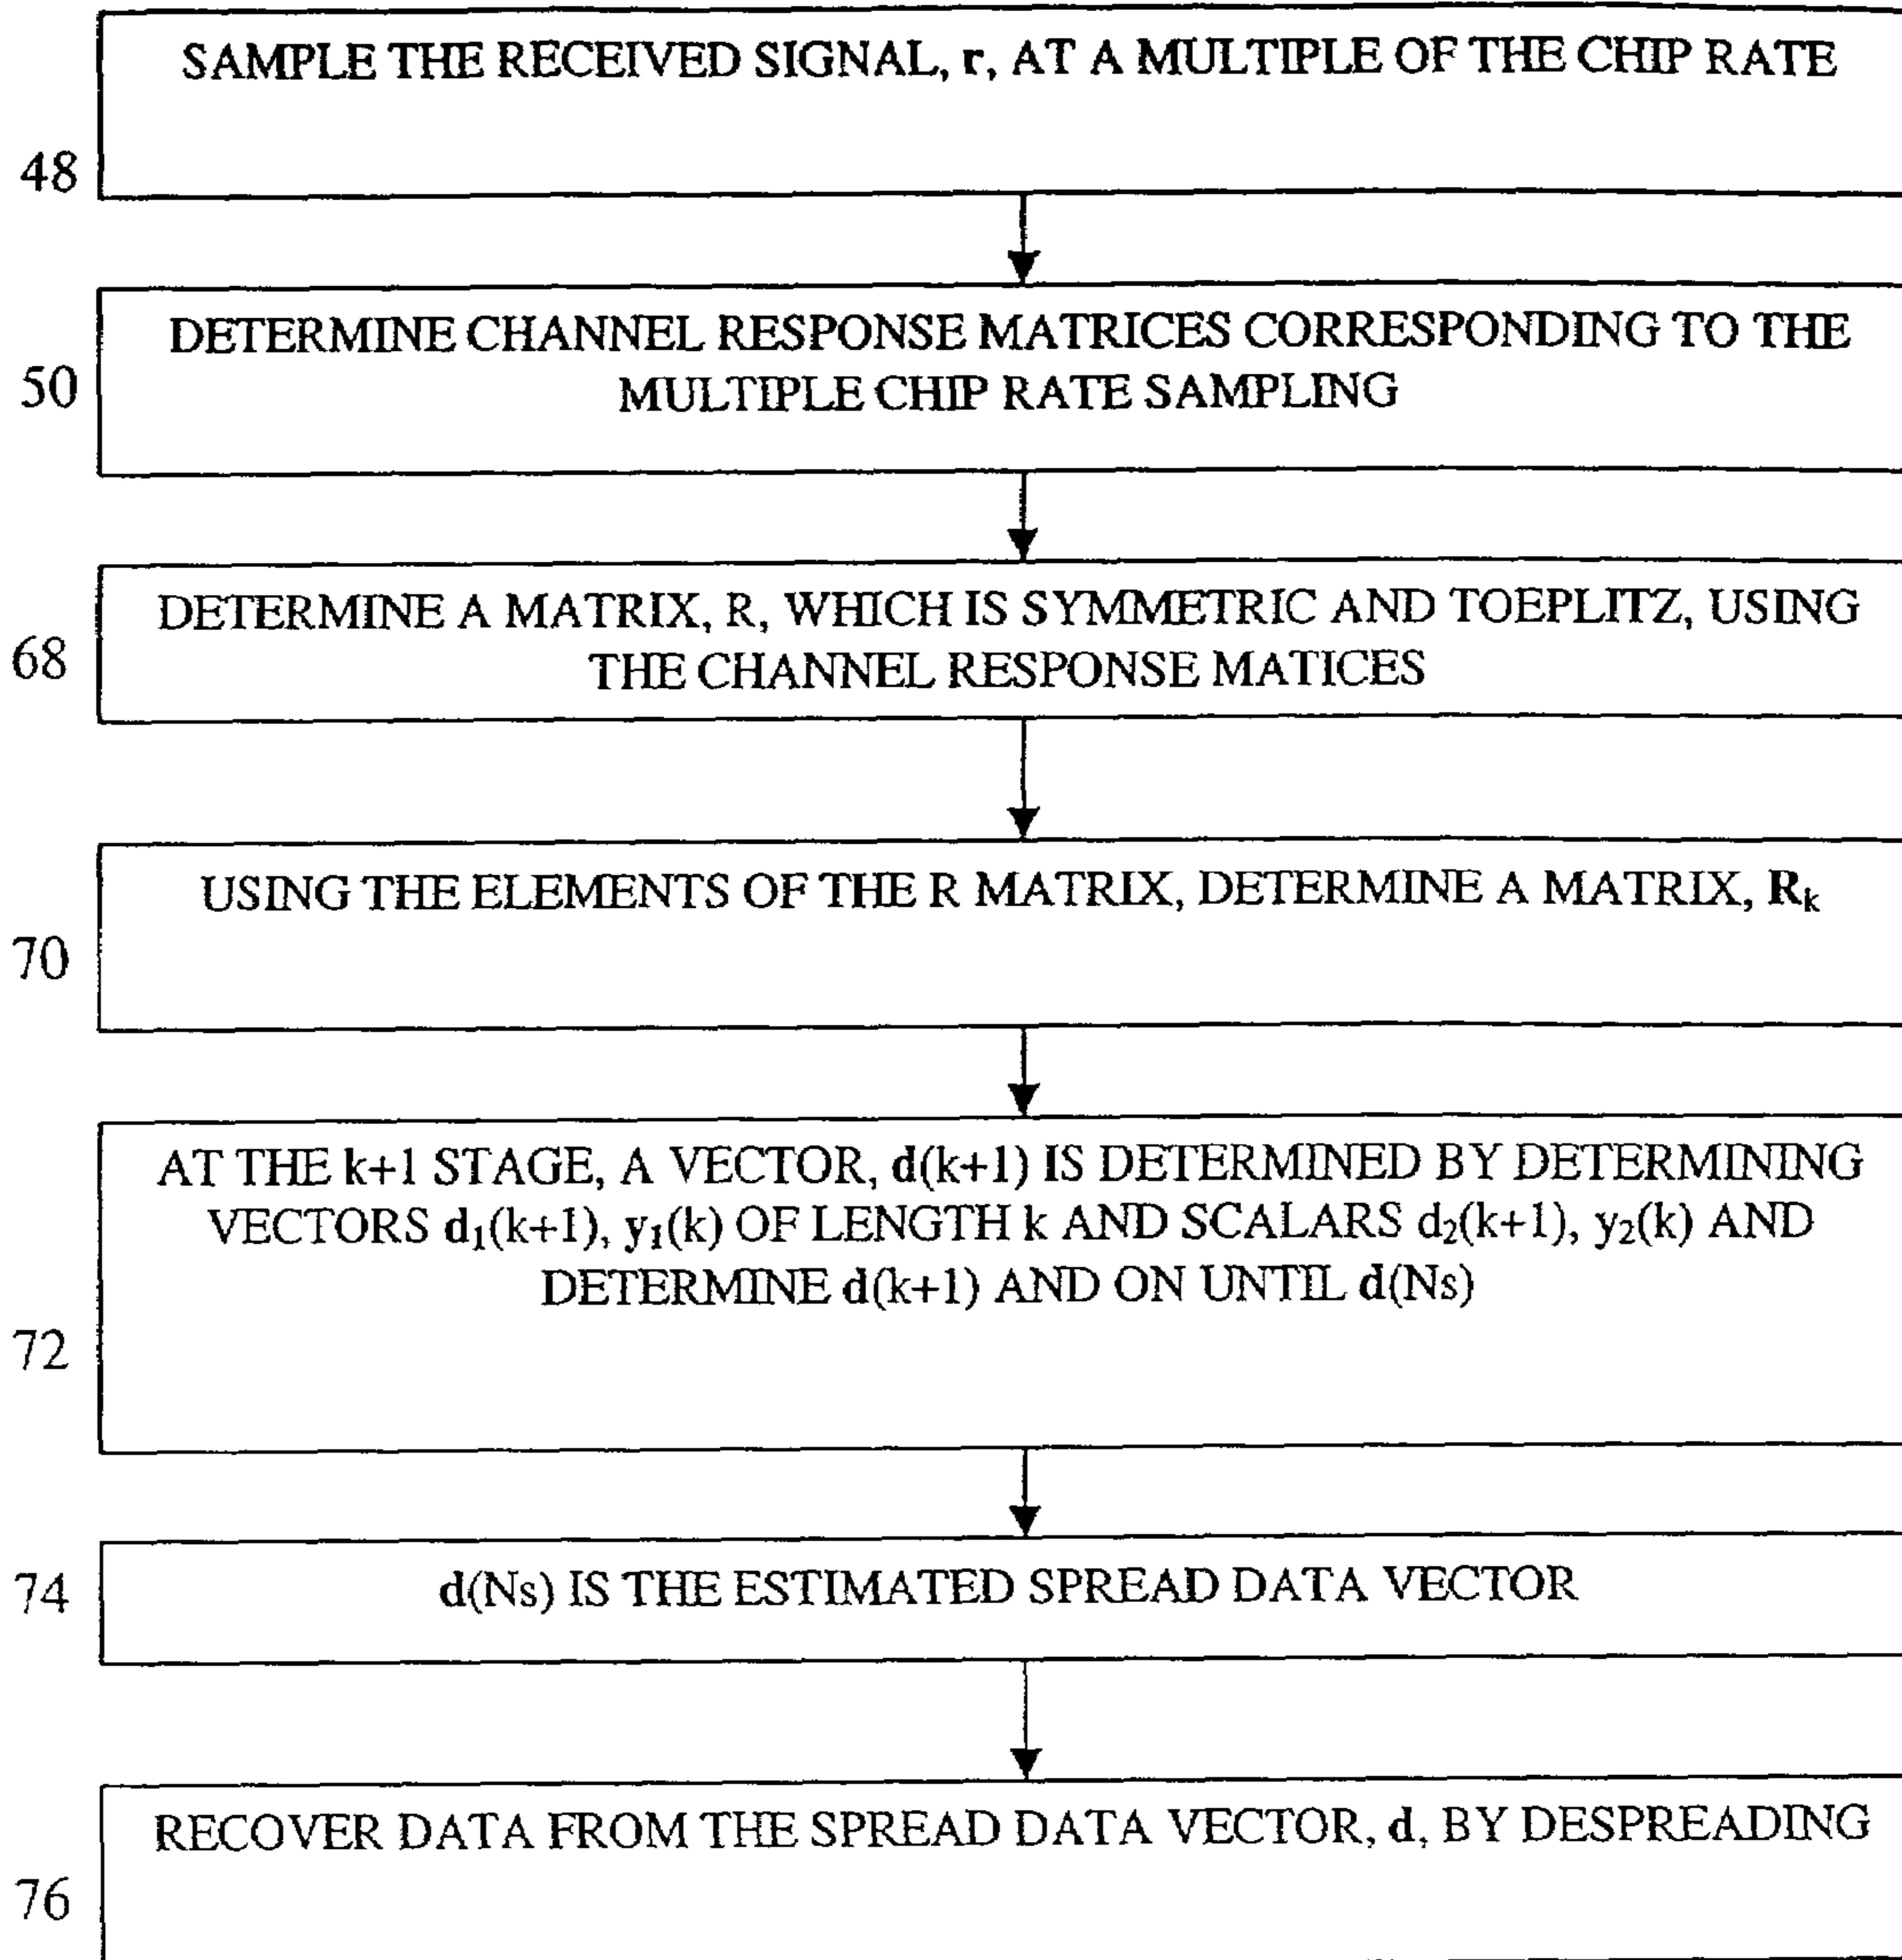 SAMPLE THE RECEIVED SIGNAL, r, AT A MULTIPLE OF THE CHIP RATE
48
DETERMINE CHANNEL RESPONSE MATRICES CORRESPONDING TO THE
MULTIPLE CHIP RATE SAMPLING
50
DETERMINE A MATRIX, R, WHICH IS SYMMETRIC AND TOEPLITZ, USING
THE CHANNEL RESPONSE MATICES
68
USING THE ELEMENTS OF THE R MATRIX, DETERMINE A MATRIX, Rₖ
70
AT THE k+1 STAGE, A VECTOR, d(k+1) IS DETERMINED BY DETERMINING
VECTORS d₁(k+1), y₁(k) OF LENGTH k AND SCALARS d₂(k+1), y₂(k) AND
DETERMINE d(k+1) AND ON UNTIL d(Ns)
72
d(Ns) IS THE ESTIMATED SPREAD DATA VECTOR
74
RECOVER DATA FROM THE SPREAD DATA VECTOR, d, BY DESPREADING
76